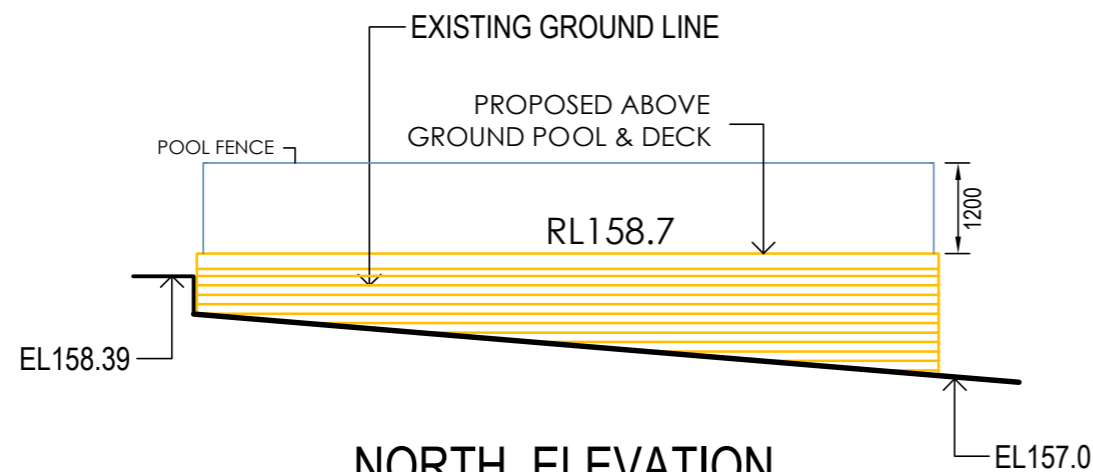 EXISTING GROUND LINE
PROPOSED ABOVE
GROUND POOL & DECK
POOL FENCE
1200
RL158.7
EL158.39
EL157.0
NORTH ELEVATION